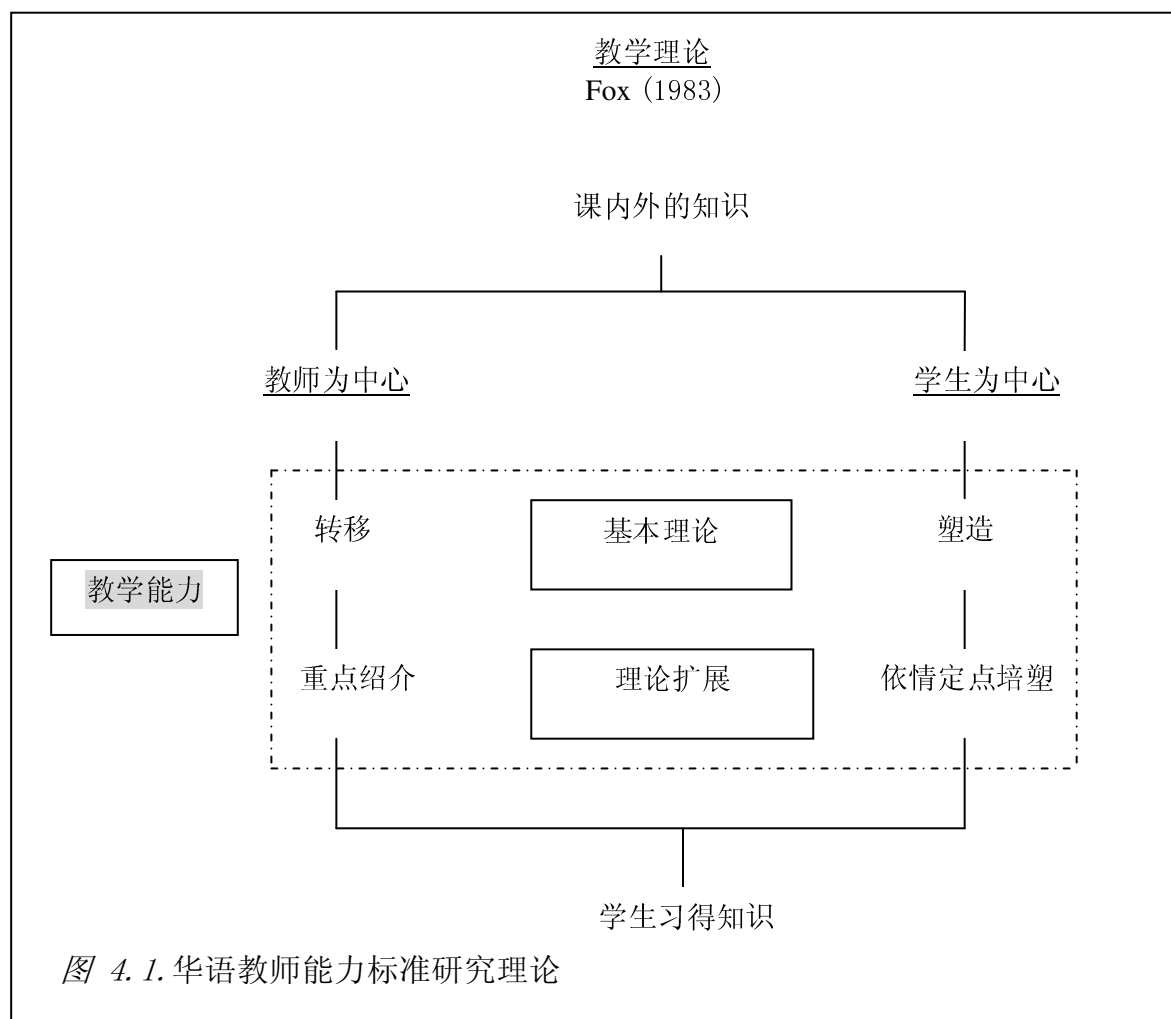 教学理论
Fox (1983)
课内外的知识
教师为中心
学生为中心
转移
基本理论
塑造
教学能力
重点绍介
理论扩展
依情定点培塑
学生习得知识
图 4.1.华语教师能力标准研究理论